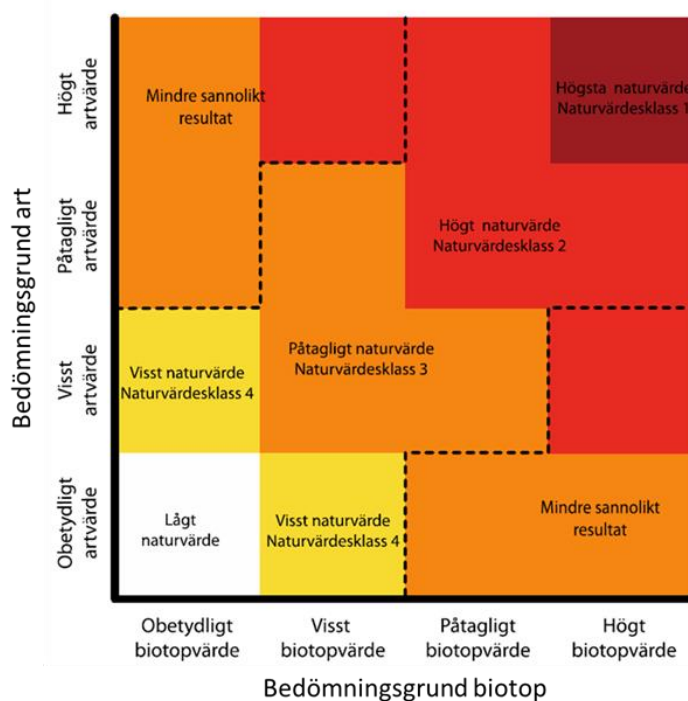 Bedömningsgrund art
Högt
artvärde
Påtagligt
artvärde
Visst
artvärde
Obetydligt
artvärde
Mindre sannolikt
resultat
Högsta naturvärde
Naturvärdesklass 1
Högt naturvärde
Naturvärdesklass 2
Påtagligt naturvärde
Naturvärdesklass 3
Visst naturvärde
Naturvärdesklass 4
Lågt
naturvärde
Visst naturvärde
Naturvärdesklass 4
Mindre sannolikt
resultat
Obetydligt
biotopvärde
Visst
biotopvärde
Påtagligt
biotopvärde
Högt
biotopvärde
Bedömningsgrund biotop